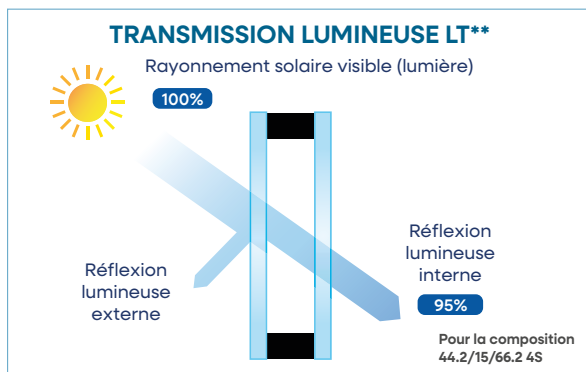 TRANSMISSION LUMINEUSE LT**
Rayonnement solaire visible (lumière)
100%
Réflexion
lumineuse
externe
Réflexion
lumineuse
interne
95%
Pour la composition
44.2/15/66.2 4S